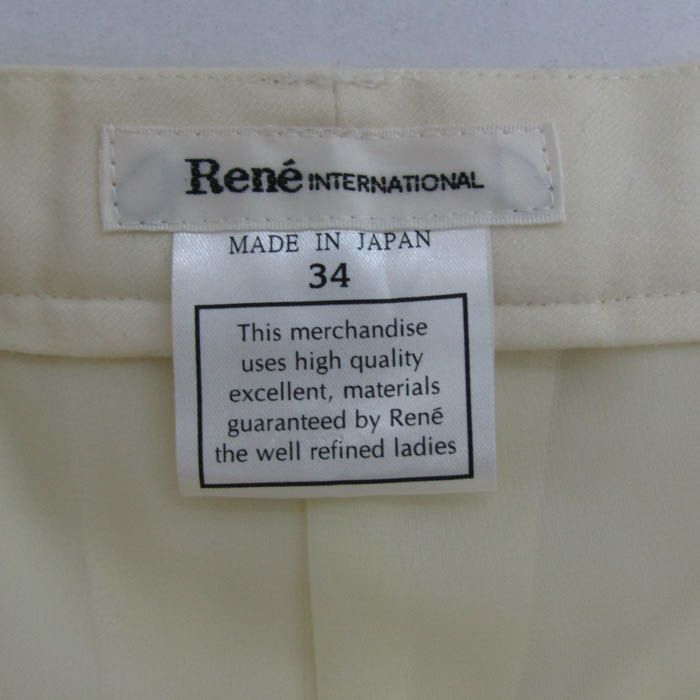 René INTERNATIONAL
MADE IN JAPAN
34
This merchandise
uses high quality
excellent, materials
guaranteed by René
the well refined ladies